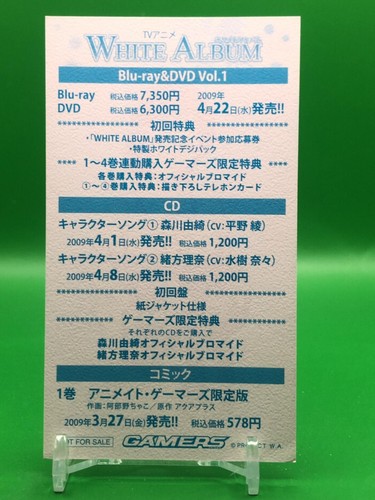 TVアニメ
WHITE ALBUM
Blu-ray&DVD Vol.1
Blu-ray 税込価格 7,350円
DVD 税込価格 6,300円
2009年
4月22日(水)発売!!
初回特典
・「WHITE ALBUM」発売記念イベント参加応募券
・特製ホワイトデジパック
1〜4巻連動購入ゲーマーズ限定特典
各巻購入特典：オフィシャルブロマイド
①〜④巻購入特典：描き下ろしテレホンカード
CD
キャラクターソング① 森川由綺(CV:平野 綾)
2009年4月1日(水)発売!! 税込価格 1,200円
キャラクターソング② 緒方理奈(CV:水樹 奈々)
2009年4月8日(水)発売!! 税込価格 1,200円
初回盤
紙ジャケット仕様
ゲーマーズ限定特典
それぞれのCDをご購入で
森川由綺オフィシャルブロマイド
緒方理奈オフィシャルブロマイド
コミック
1巻 アニメイト・ゲーマーズ限定版
作画：阿部野ちゃこ／原作 アクアプラス
2009年3月27日(金)発売!! 税込価格 578円
NOT FOR SALE GAMERS © PROJECT W.A.